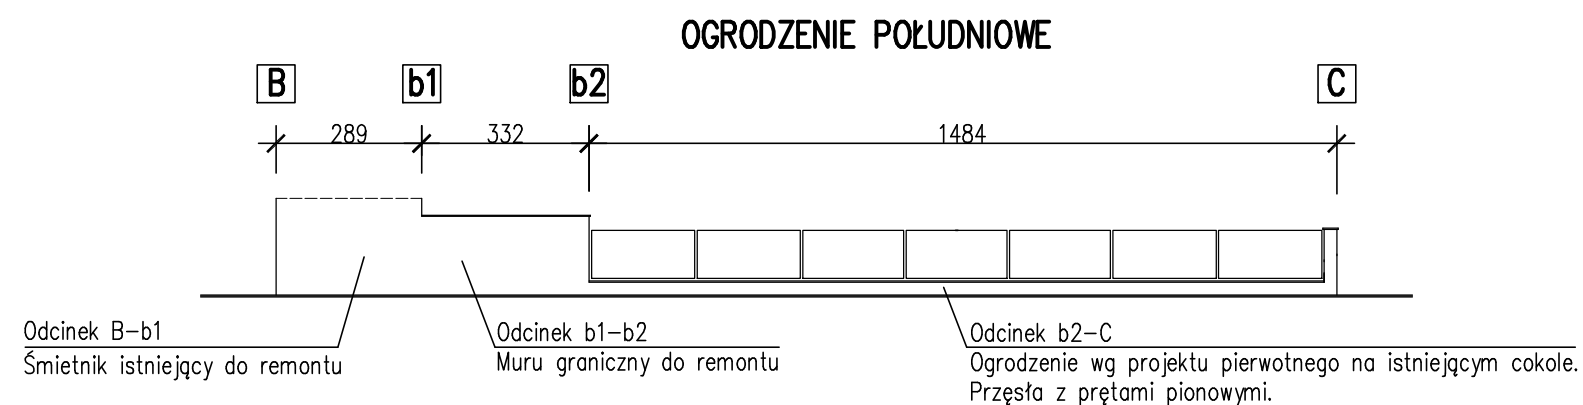 OGRODZENIE POŁUDNIOWE
B b1 b2 C
289 332 1484
Odcinek B-b1
Śmietnik istniejący do remontu
Odcinek b1-b2
Muru graniczny do remontu
Odcinek b2-C
Ogrodzenie wg projektu pierwotnego na istniejącym cokole.
Przęsła z prętami pionowymi.